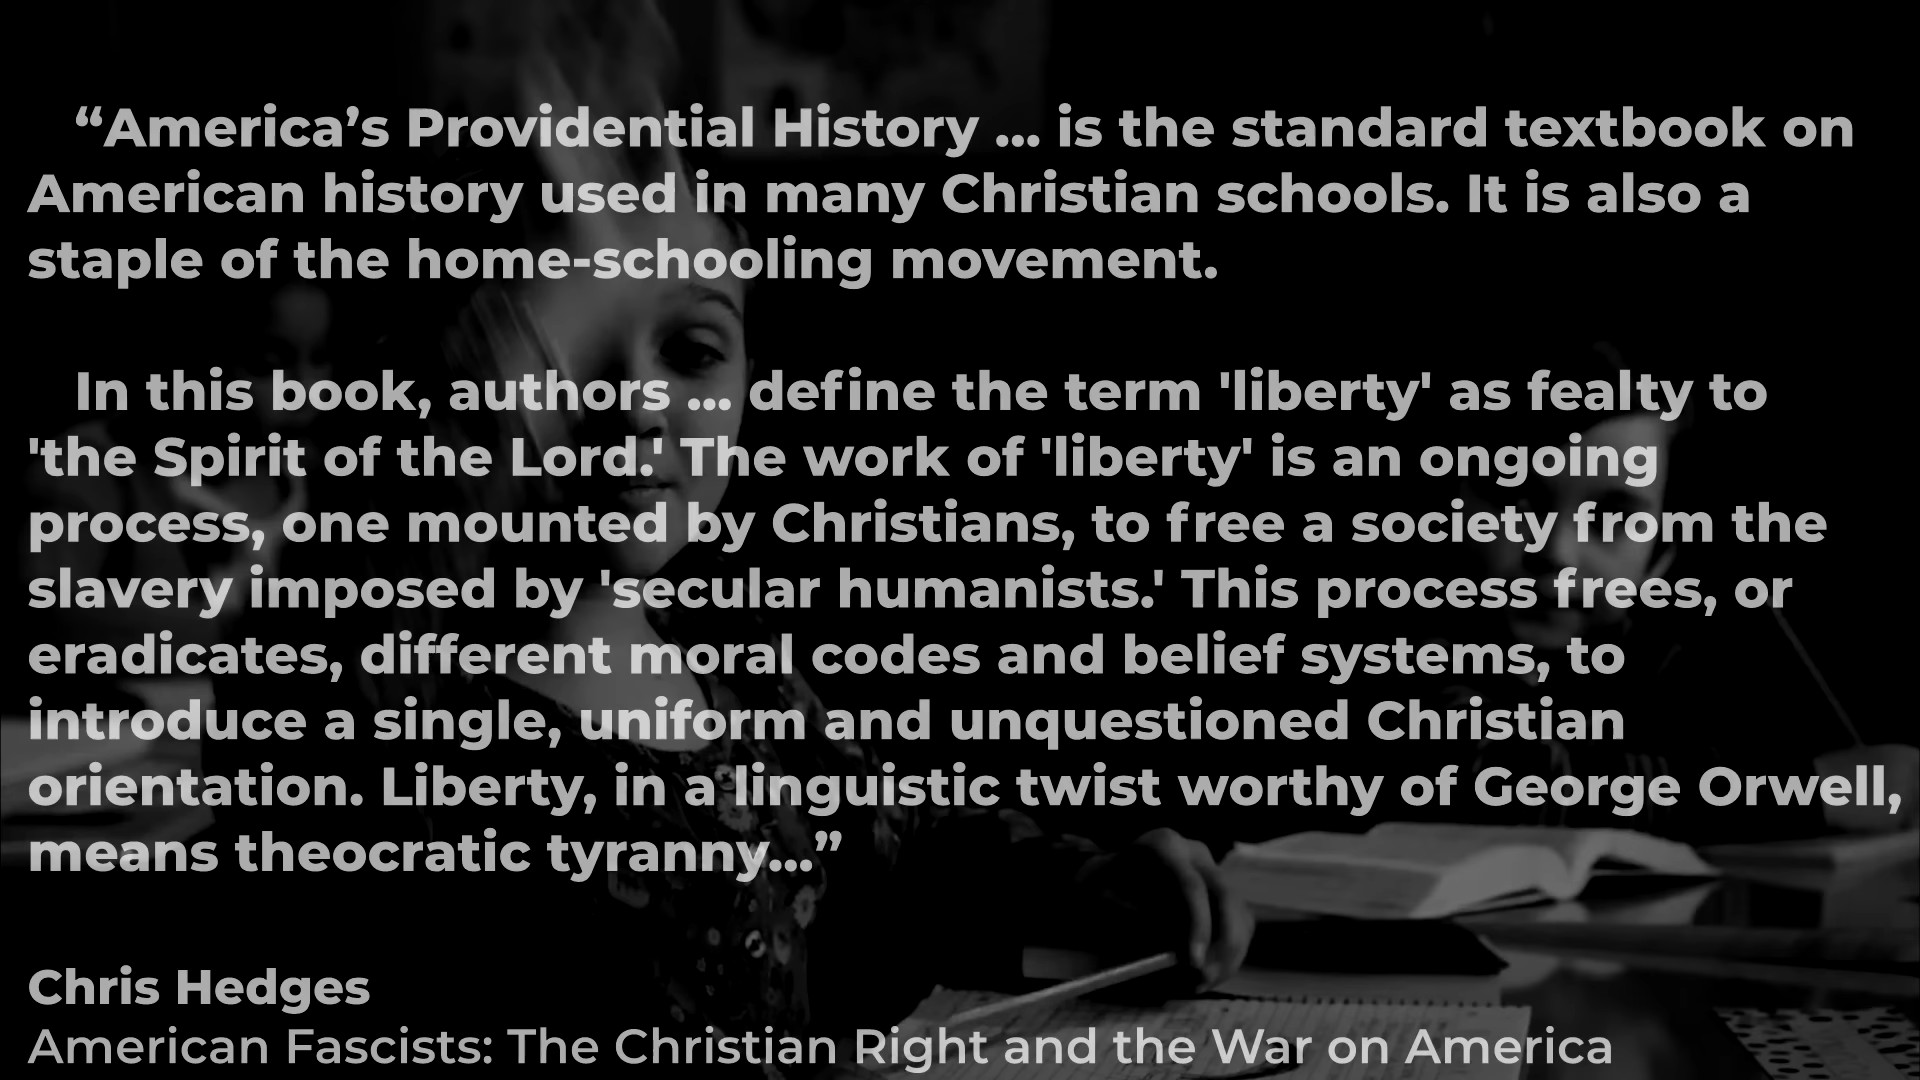 “America’s Providential History ... is the standard textbook on
American history used in many Christian schools. It is also a
staple of the home-schooling movement.
In this book, authors ... define the term 'liberty' as fealty to
'the Spirit of the Lord.' The work of 'liberty' is an ongoing
process, one mounted by Christians, to free a society from the
slavery imposed by 'secular humanists.' This process frees, or
eradicates, different moral codes and belief systems, to
introduce a single, uniform and unquestioned Christian
orientation. Liberty, in a linguistic twist worthy of George Orwell,
means theocratic tyranny...”
Chris Hedges
American Fascists: The Christian Right and the War on America